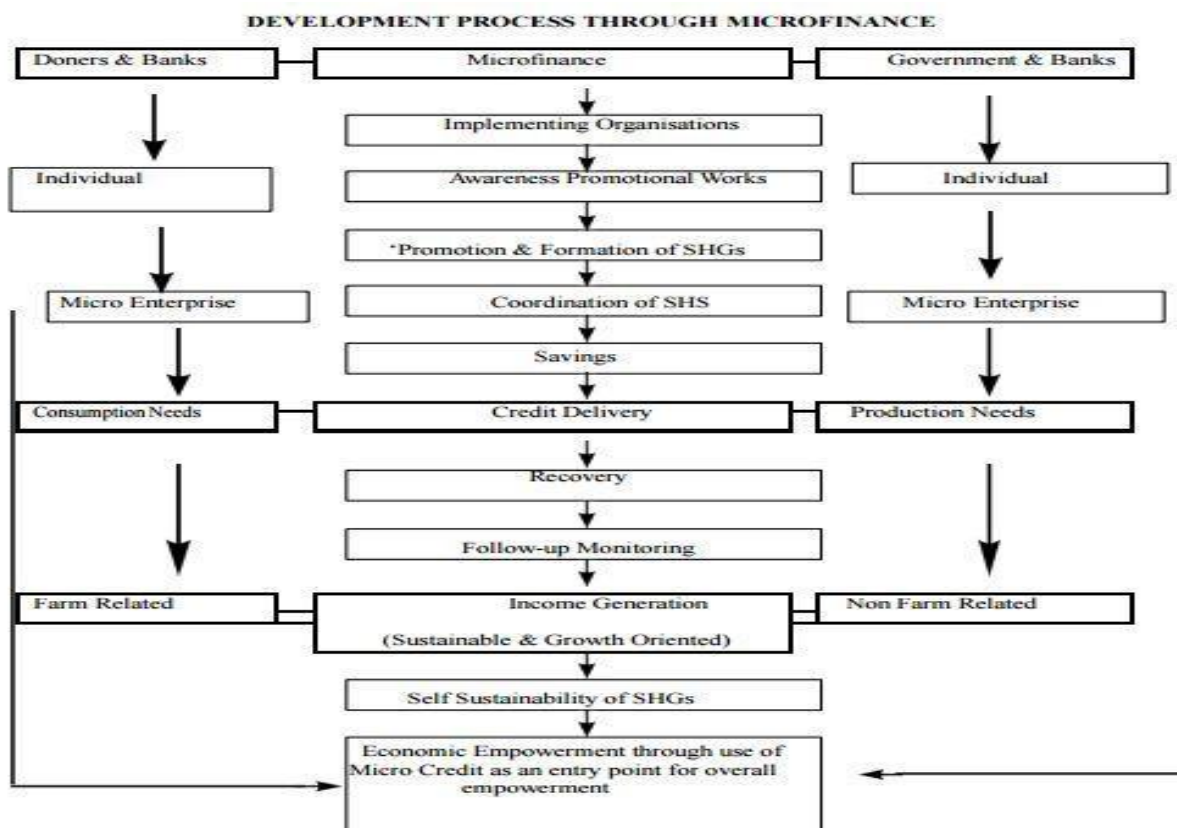 DEVELOPMENT PROCESS THROUGH MICROFINANCE
Doners & Banks
Microfinance
Government & Banks
Implementing Organisations
Individual
Awareness Promotional Works
Individual
'Promotion & Formation of SHGs
Micro Enterprise
Coordination of SHS
Micro Enterprise
Savings
Consumption Needs
Credit Delivery
Production Needs
Recovery
Follow-up Monitoring
Farm Related
Income Generation
(Sustainable & Growth Oriented)
Non Farm Related
Self Sustainability of SHGs
Economic Empowerment through use of
Micro Credit as an entry point for overall
empowerment